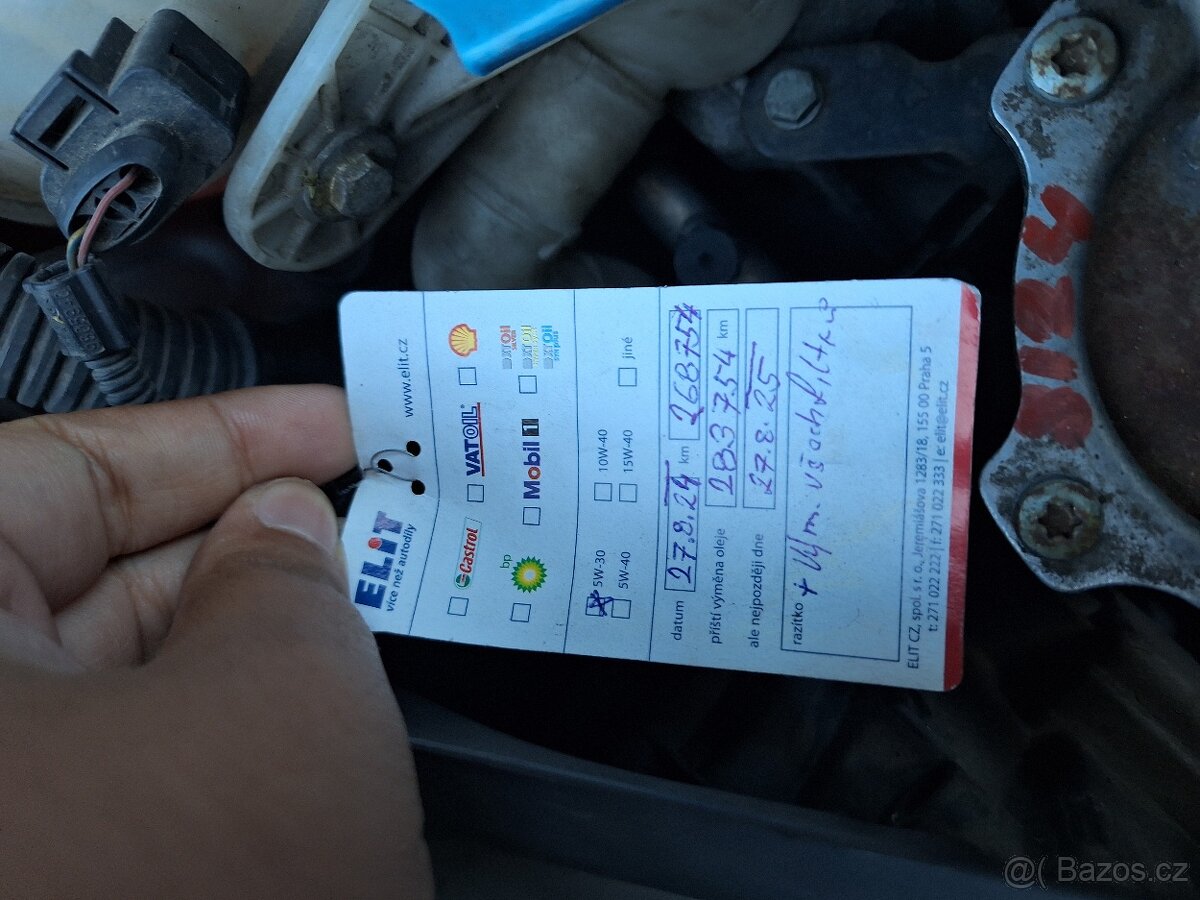 ELIT
více než autodíly
www.elit.cz
Castrol VATOIL
bp Mobil 1
5W-30 10W-40
5W-40 15W-40 jiné
datum 27.8.24 km 268754
příští výměna oleje 283754 km
ale nejpozději dne 27.8.25
razítko + Vým. všech filtrů
ELIT CZ, spol. s r. o., Jeremiášova 1283/18, 155 00 Praha 5
t: 271 022 222 | f: 271 022 333 | e: elit@elit.cz
@( Bazos.cz